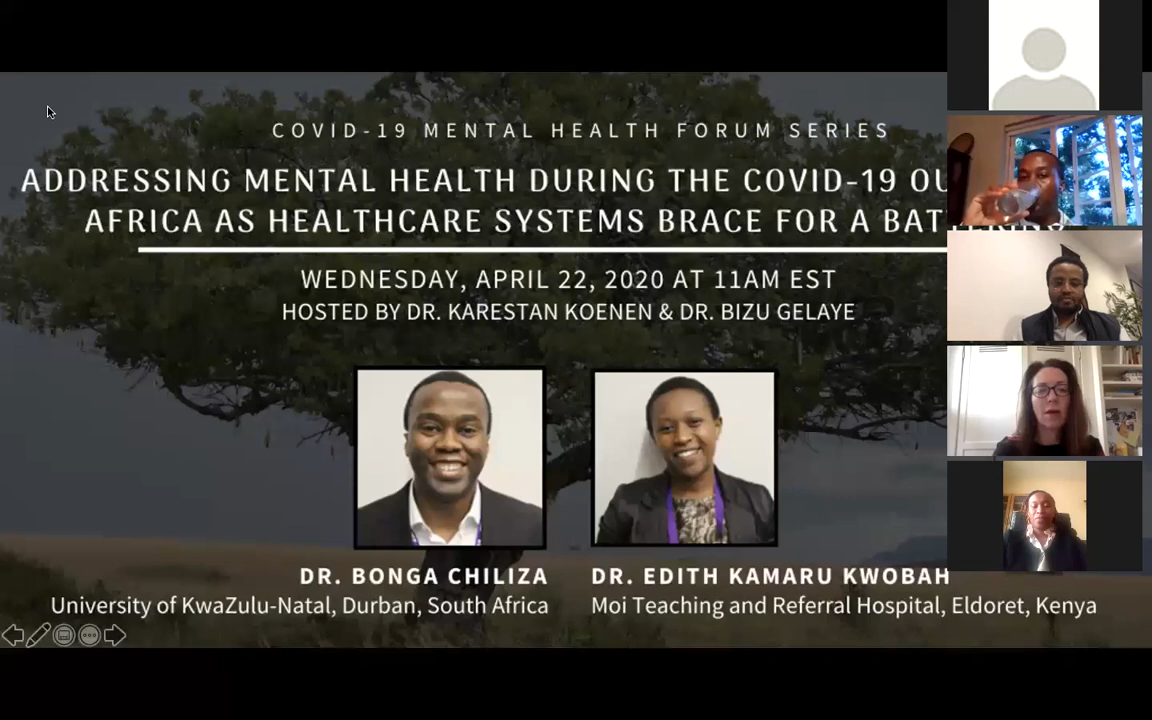 COVID-19 MENTAL HEALTH FORUM SERIES
ADDRESSING MENTAL HEALTH DURING THE COVID-19
AFRICA AS HEALTHCARE SYSTEMS BRACE FOR A
WEDNESDAY, APRIL 22, 2020 AT 11AM EST
HOSTED BY DR. KARESTAN KOENEN & DR. BIZU GELAYE
DR. BONGA CHILIZA
University of KwaZulu-Natal, Durban, South Africa
DR. EDITH KAMARU KWOBAH
Moi Teaching and Referral Hospital, Eldoret, Kenya